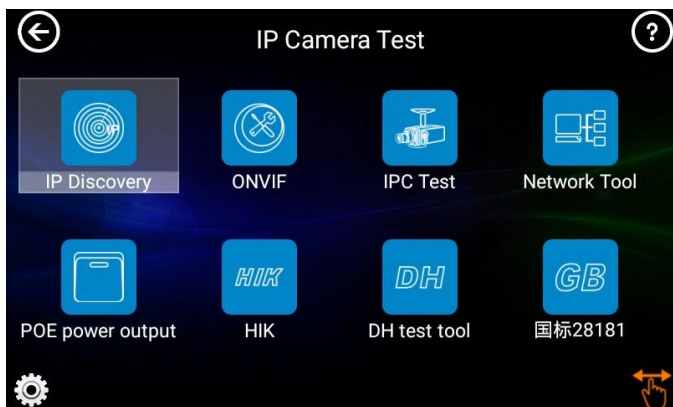 IP Camera Test
?
IP
IP Discovery
ONVIF
IPC Test
Network Tool
HIK
DH
GB
POE power output
HIK
DH test tool
国标28181